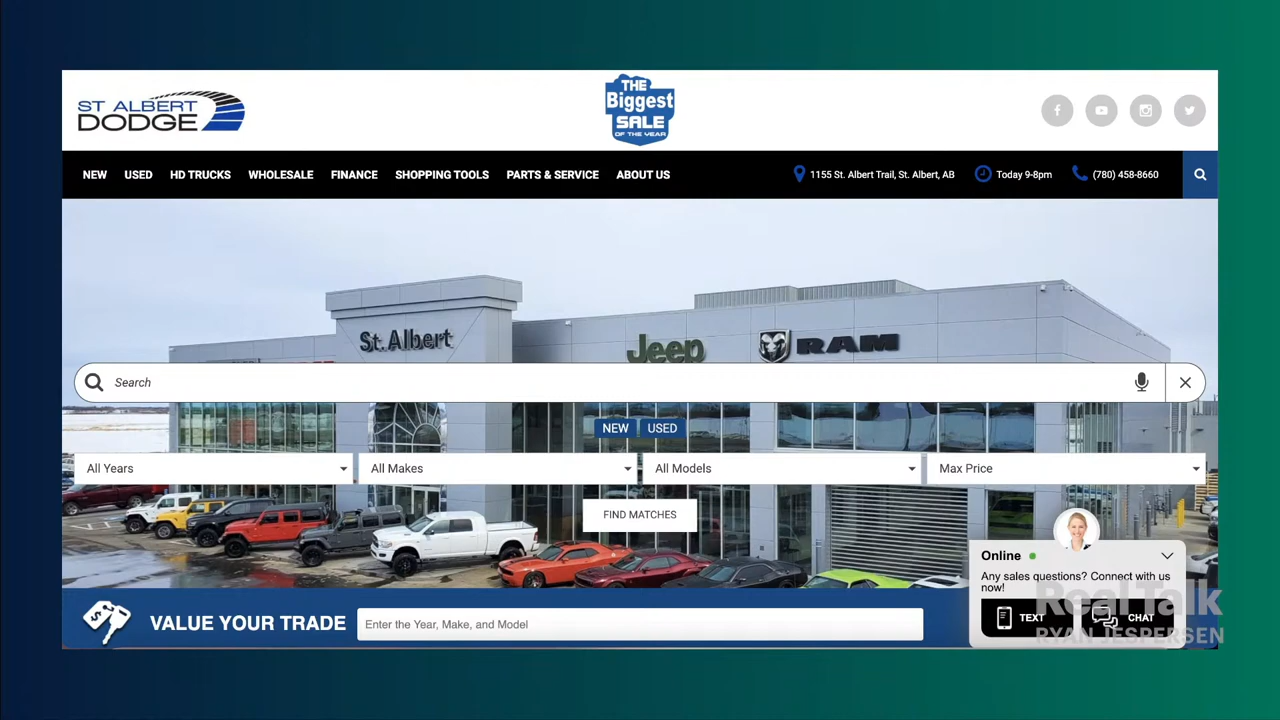 ST ALBERT
DODGE
THE
Biggest
SALE
OF THE YEAR
NEW USED HD TRUCKS WHOLESALE FINANCE SHOPPING TOOLS PARTS & SERVICE ABOUT US
1155 St. Albert Trail, St. Albert, AB Today 9-8pm (780) 458-8660
St. Albert
Jeep
RAM
Search
NEW USED
All Years All Makes All Models Max Price
FIND MATCHES
Online
Any sales questions? Connect with us
now!
TEXT CHAT
VALUE YOUR TRADE Enter the Year, Make, and Model
Real Talk
RYAN JESPERSEN